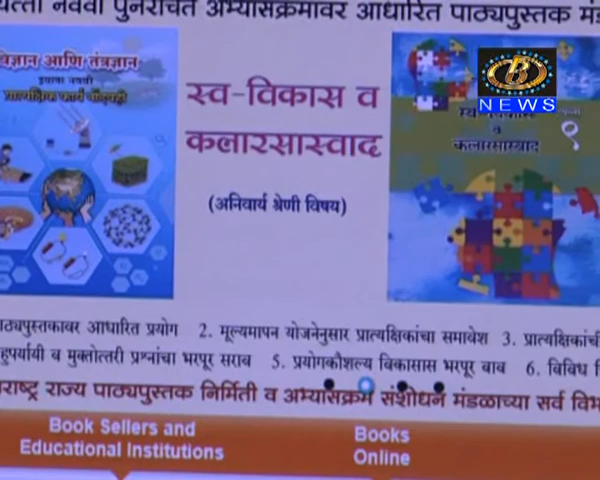 नववी पुनर्रचित अभ्यासक्रमावर आधारित पाठ्यपुस्तक
विज्ञान आणि तंत्रज्ञान
इयत्ता नववी
प्रात्यक्षिक कार्य नोंदवही
स्व-विकास व
कलारसास्वाद
(अनिवार्य श्रेणी विषय)
B
NEWS
स्व-विकास
व
कलारसास्वाद
पाठ्यपुस्तकावर आधारित प्रयोग 2. मूल्यमापन योजनेनुसार प्रात्यक्षिकांचा समावेश 3. प्रात्यक्षिकांची
व मुक्तोत्तरी प्रश्नांचा भरपूर सराव 5. प्रयोगकौशल्य विकासास भरपूर वाव 6. विविध
राज्य पाठ्यपुस्तक निर्मिती व अभ्यासक्रम संशोधन मंडळाच्या सर्व
Book Sellers and
Educational Institutions
Books
Online